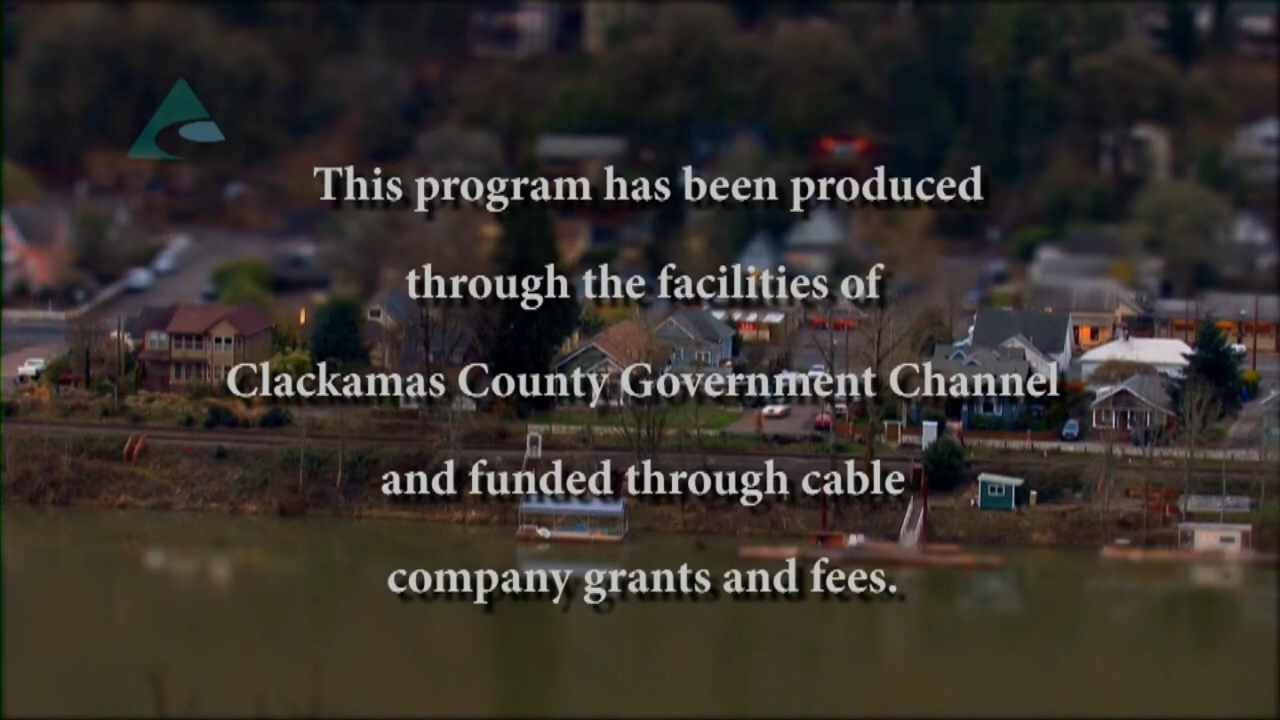 This program has been produced
through the facilities of
Clackamas County Government Channel
and funded through cable
company grants and fees.